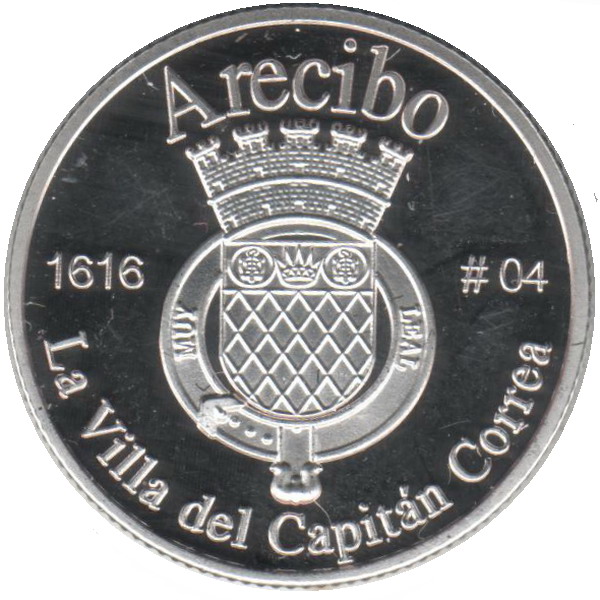 Arecibo
1616
# 04
MUY LEAL
La Villa del Capitán Correa